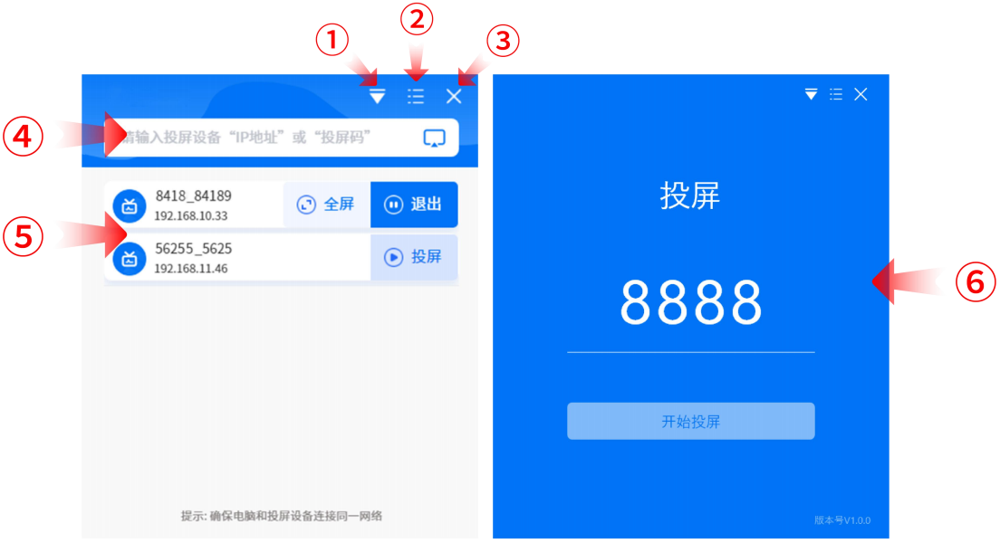 ①
②
③
④
请输入投屏设备“IP地址”或“投屏码”
⑤
8418_84189
192.168.10.33
全屏
退出
56255_5625
192.168.11.46
投屏
提示: 确保电脑和投屏设备连接同一网络
投屏
8888
⑥
开始投屏
版本号V1.0.0